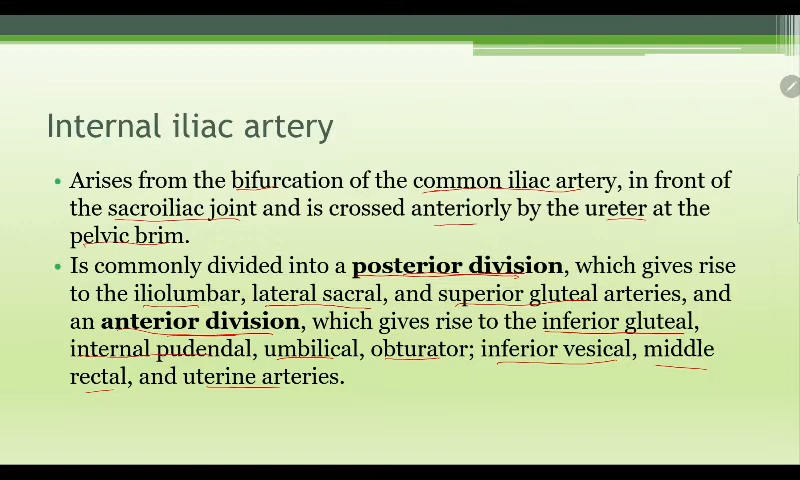 Internal iliac artery
• Arises from the bifurcation of the common iliac artery, in front of
the sacroiliac joint and is crossed anteriorly by the ureter at the
pelvic brim.
• Is commonly divided into a posterior division, which gives rise
to the iliolumbar, lateral sacral, and superior gluteal arteries, and
an anterior division, which gives rise to the inferior gluteal,
internal pudendal, umbilical, obturator; inferior vesical, middle
rectal, and uterine arteries.